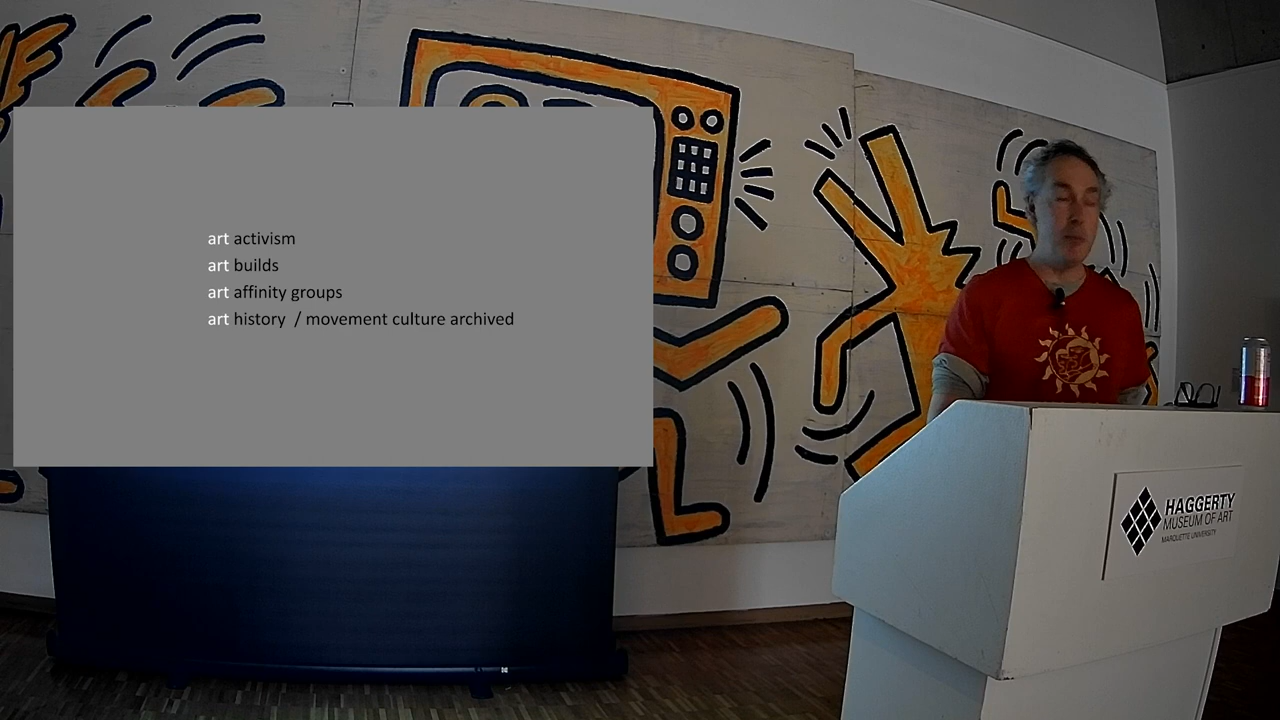 art activism
art builds
art affinity groups
art history / movement culture archived
HAGGERTY
MUSEUM OF ART
MARQUETTE UNIVERSITY